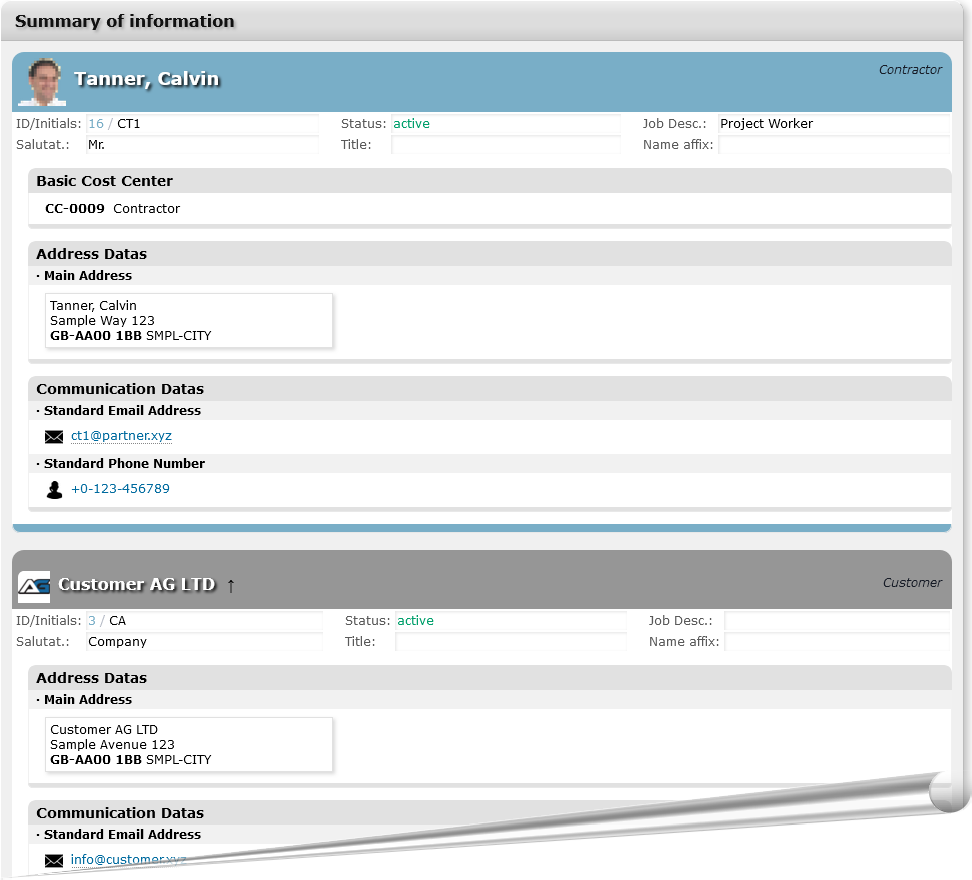 Summary of information
Tanner, Calvin
Contractor
ID/Initials: 16 / CT1 Status: active Job Desc.: Project Worker
Salutat.: Mr. Title: Name affix:
Basic Cost Center
CC-0009 Contractor
Address Datas
· Main Address
Tanner, Calvin
Sample Way 123
GB-AA00 1BB SMPL-CITY
Communication Datas
· Standard Email Address
ct1@partner.xyz
· Standard Phone Number
+0-123-456789
AG
Customer AG LTD ↑
Customer
ID/Initials: 3 / CA Status: active Job Desc.:
Salutat.: Company Title: Name affix:
Address Datas
· Main Address
Customer AG LTD
Sample Avenue 123
GB-AA00 1BB SMPL-CITY
Communication Datas
· Standard Email Address
info@customer.xyz